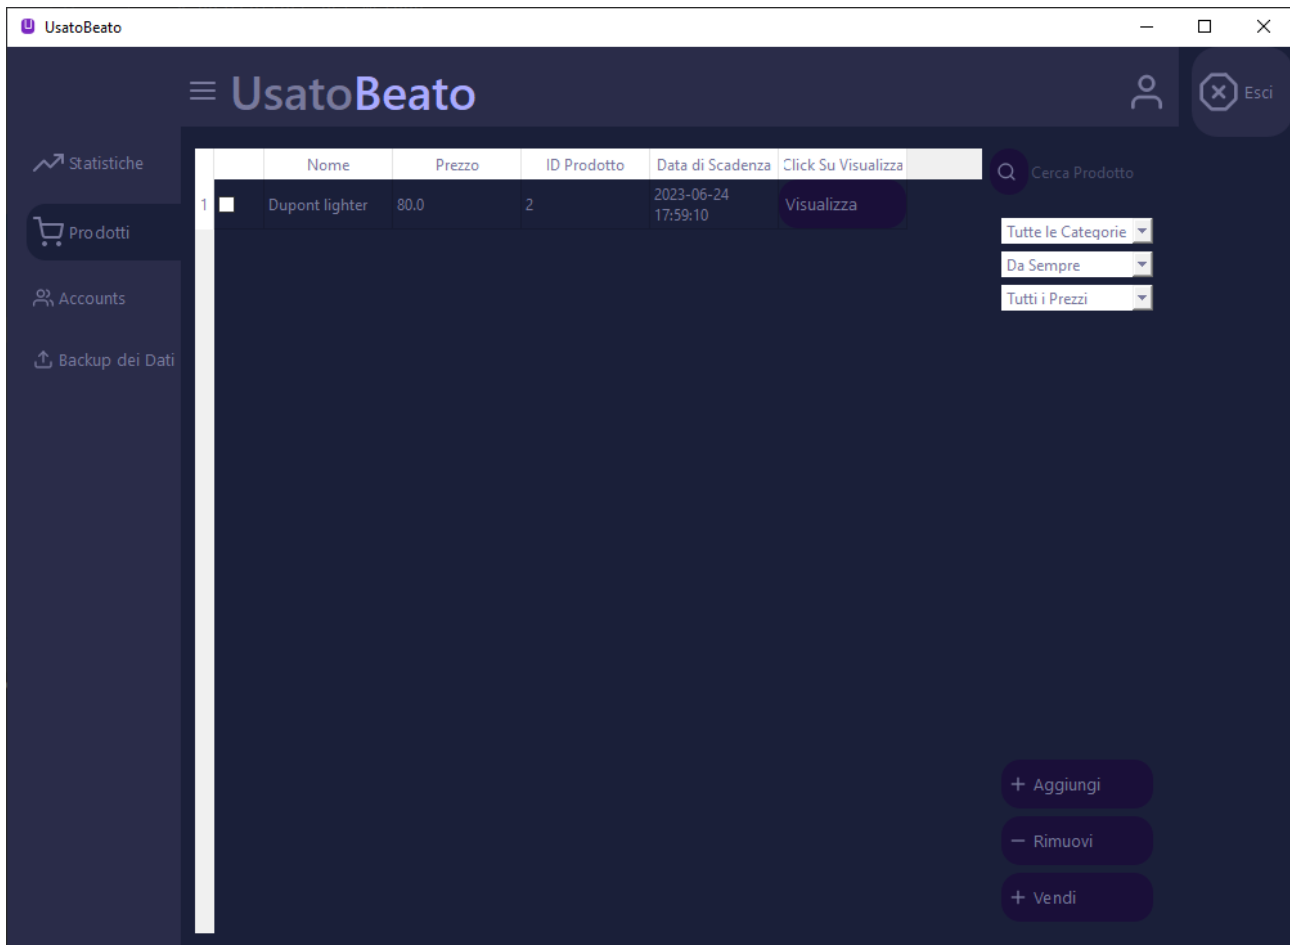 UsatoBeato
UsatoBeato
Esci
Statistiche
Prodotti
Accounts
Backup dei Dati
Nome Prezzo ID Prodotto Data di Scadenza Click Su Visualizza
1 Dupont lighter 80.0 2 2023-06-24 Visualizza
17:59:10
Cerca Prodotto
Tutte le Categorie
Da Sempre
Tutti i Prezzi
+ Aggiungi
− Rimuovi
+ Vendi